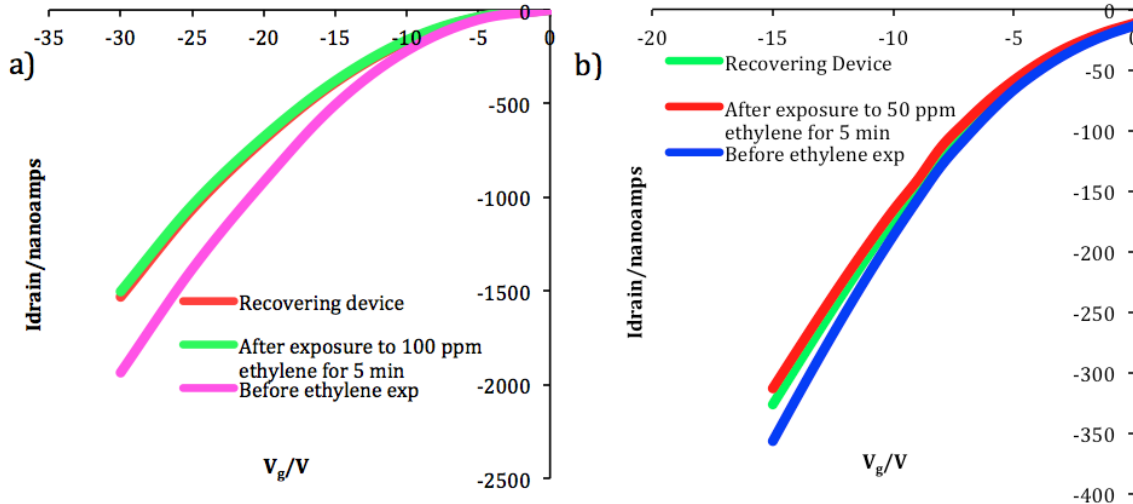 a)
-35 -30 -25 -20 -15 -10 -5 0
0
-500
-1000
-1500
-2000
-2500
Idrain/nanoamps
Recovering device
After exposure to 100 ppm
ethylene for 5 min
Before ethylene exp
Vg/V
b)
-20 -15 -10 -5 0
-0
-50
-100
-150
-200
-250
-300
-350
-400
Idrain/nanoamps
Recovering Device
After exposure to 50 ppm
ethylene for 5 min
Before ethylene exp
Vg/V